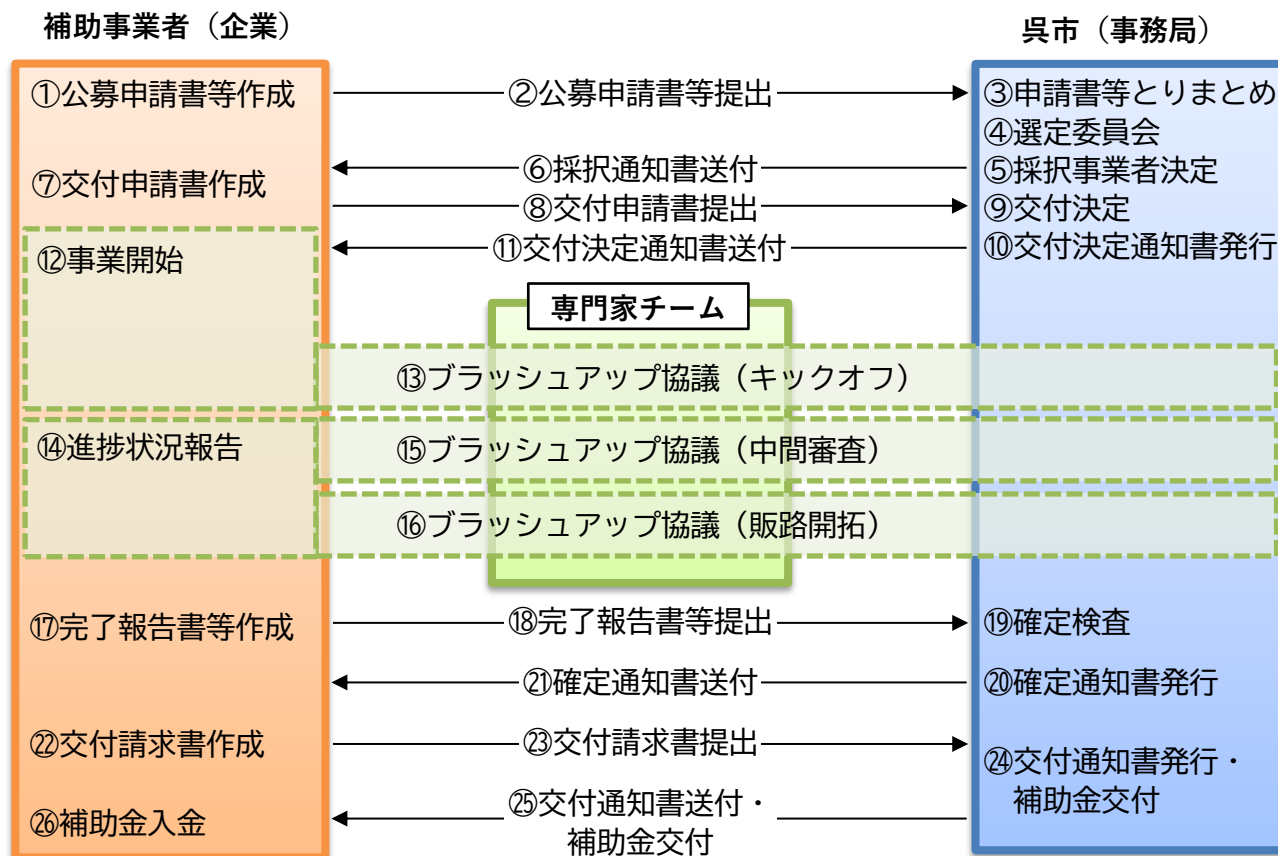 補助事業者（企業）
呉市（事務局）
①公募申請書等作成
②公募申請書等提出
③申請書等とりまとめ
④選定委員会
⑤採択事業者決定
⑥採択通知書送付
⑦交付申請書作成
⑧交付申請書提出
⑨交付決定
⑩交付決定通知書発行
⑪交付決定通知書送付
⑫事業開始
専門家チーム
⑬ブラッシュアップ協議（キックオフ）
⑭進捗状況報告
⑮ブラッシュアップ協議（中間審査）
⑯ブラッシュアップ協議（販路開拓）
⑰完了報告書等作成
⑱完了報告書等提出
⑲確定検査
⑳確定通知書発行
㉑確定通知書送付
㉒交付請求書作成
㉓交付請求書提出
㉔交付通知書発行・
補助金交付
㉕交付通知書送付・
補助金交付
㉖補助金入金